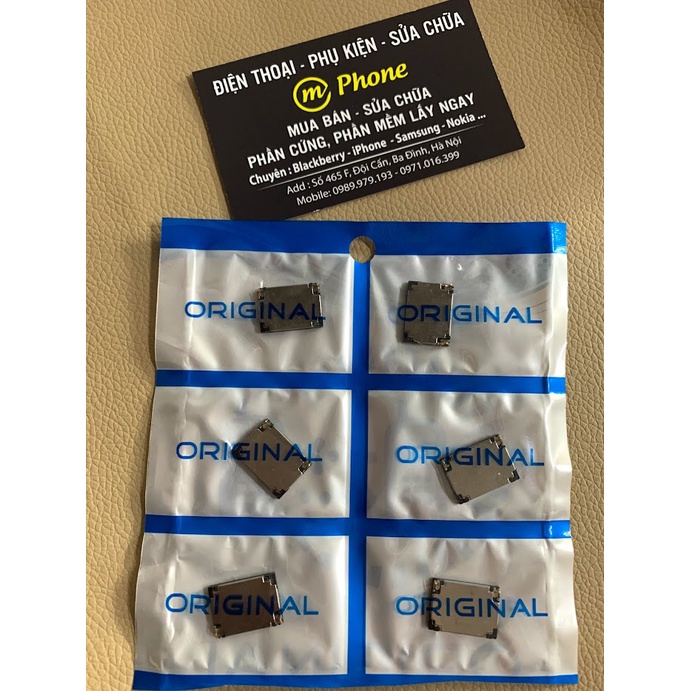 ĐIỆN THOẠI - PHỤ KIỆN - SỬA CHỮA
m Phone
MUA BÁN - SỬA CHỮA
PHẦN CỨNG, PHẦN MỀM LẤY NGAY
Chuyên : Blackberry - iPhone - Samsung - Nokia ...
Add : Số 465 F, Đội Cấn, Ba Đình, Hà Nội
Mobile: 0989.979.193 - 0971.016.399
ORIGINAL ORIGINAL
ORIGINAL ORIGINAL
ORIGINAL ORIGINAL